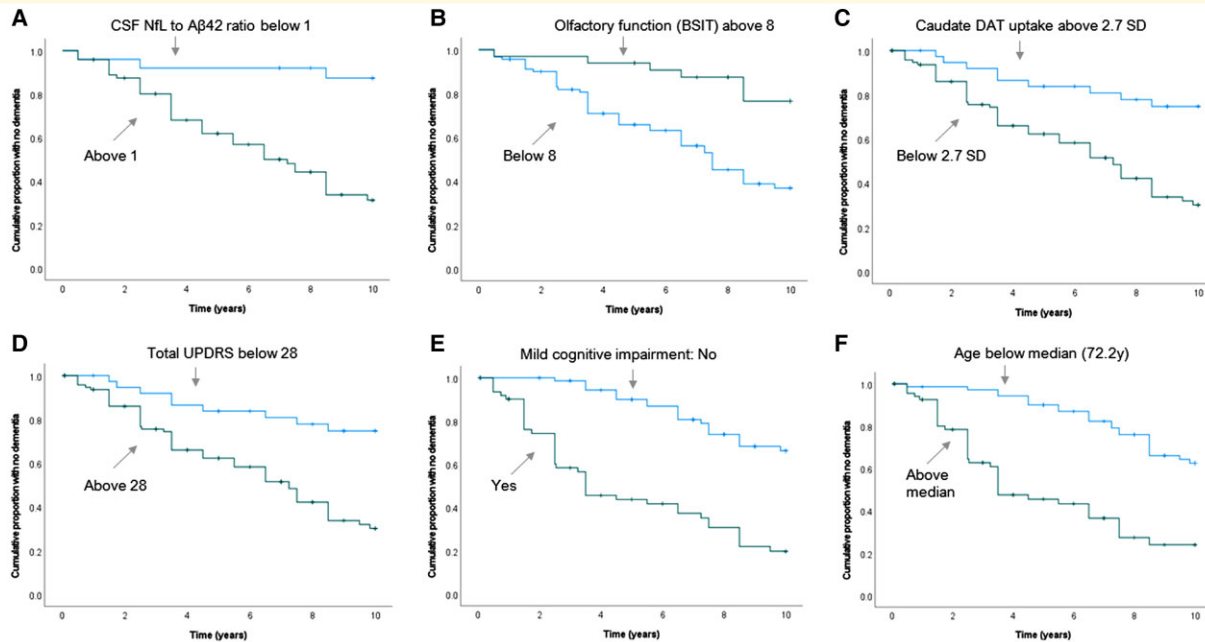 A
CSF NfL to Aβ42 ratio below 1
Cumulative proportion with no dementia
1.0
0.8
0.6
0.4
0.2
0.0
Above 1
0 2 4 6 8 10
Time (years)
B
Olfactory function (BSIT) above 8
Cumulative proportion with no dementia
1.0
0.8
0.6
0.4
0.2
0.0
Below 8
0 2 4 6 8 10
Time (years)
C
Caudate DAT uptake above 2.7 SD
Cumulative proportion with no dementia
1.0
0.8
0.6
0.4
0.2
0.0
Below 2.7 SD
0 2 4 6 8 10
Time (years)
D
Total UPDRS below 28
Cumulative proportion with no dementia
1.0
0.8
0.6
0.4
0.2
0.0
Above 28
0 2 4 6 8 10
Time (years)
E
Mild cognitive impairment: No
Cumulative proportion with no dementia
1.0
0.8
0.6
0.4
0.2
0.0
Yes
0 2 4 6 8 10
Time (years)
F
Age below median (72.2y)
Cumulative proportion with no dementia
1.0
0.8
0.6
0.4
0.2
0.0
Above
median
0 2 4 6 8 10
Time (years)